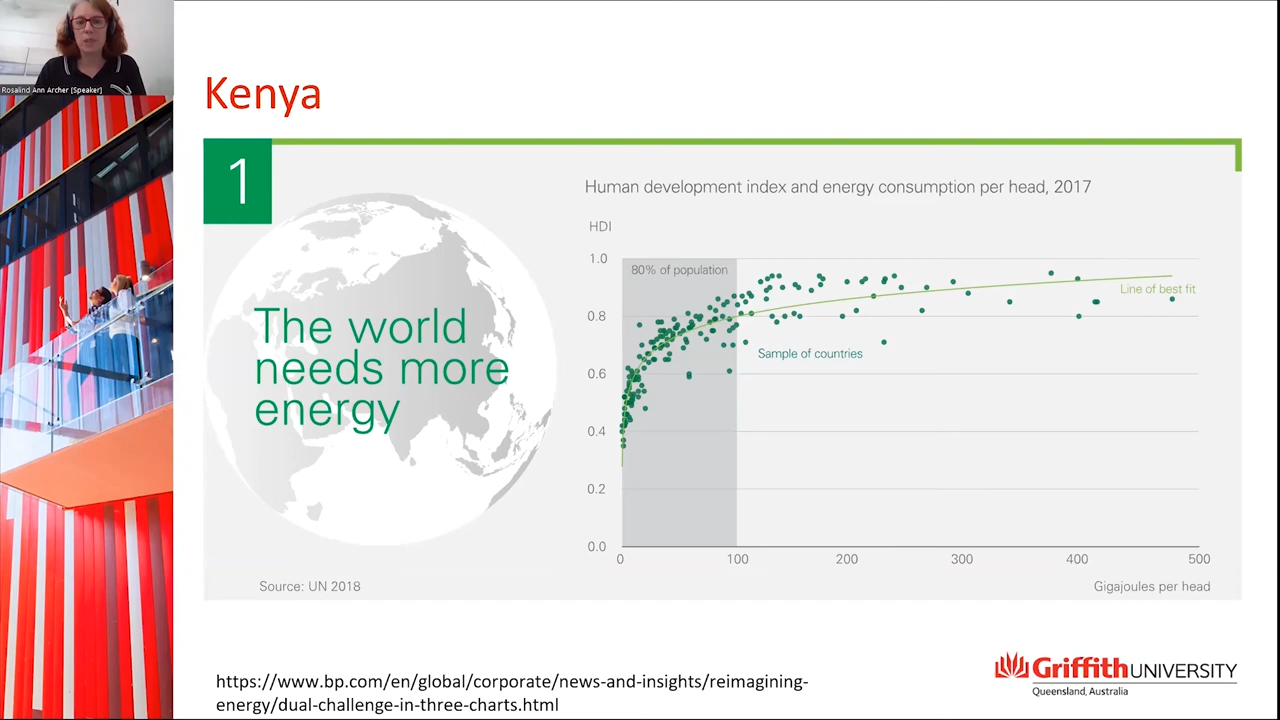 Rosalind Ann Archer [Speaker]
Kenya
1
The world
needs more
energy
Source: UN 2018
Human development index and energy consumption per head, 2017
HDI
1.0
0.8
0.6
0.4
0.2
0.0
80% of population
Line of best fit
Sample of countries
0 100 200 300 400 500
Gigajoules per head
https://www.bp.com/en/global/corporate/news-and-insights/reimagining-
energy/dual-challenge-in-three-charts.html
Griffith UNIVERSITY
Queensland, Australia